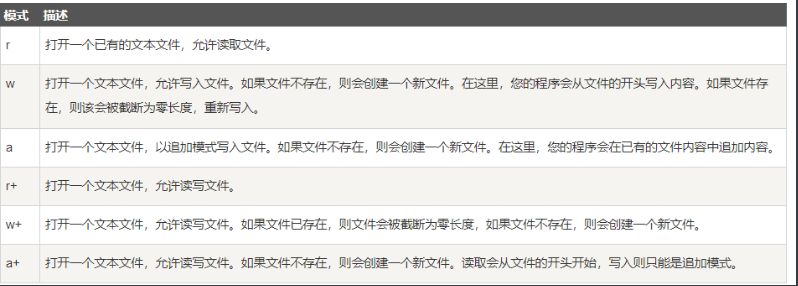 模式 描述
r 打开一个已有的文本文件，允许读取文件。
w 打开一个文本文件，允许写入文件。如果文件不存在，则会创建一个新文件。在这里，您的程序会从文件的开头写入内容。如果文件存
在，则该会被截断为零长度，重新写入。
a 打开一个文本文件，以追加模式写入文件。如果文件不存在，则会创建一个新文件。在这里，您的程序会在已有的文件内容中追加内容。
r+ 打开一个文本文件，允许读写文件。
w+ 打开一个文本文件，允许读写文件。如果文件已存在，则文件会被截断为零长度，如果文件不存在，则会创建一个新文件。
a+ 打开一个文本文件，允许读写文件。如果文件不存在，则会创建一个新文件。读取会从文件的开头开始，写入则只能是追加模式。